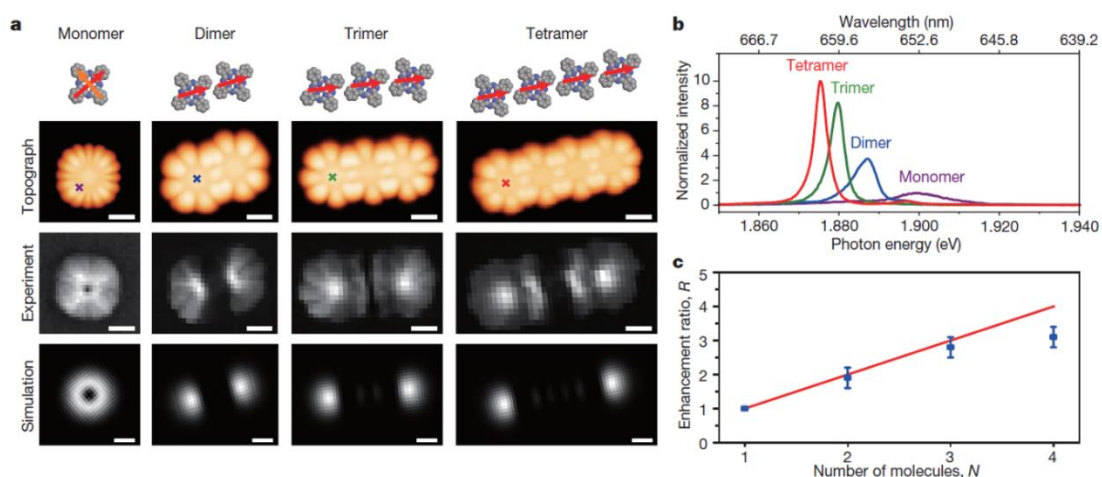 a
Monomer
Dimer
Trimer
Tetramer
Topograph
Experiment
Simulation
b
Wavelength (nm)
666.7 659.6 652.6 645.8 639.2
Normalized intensity
10
8
6
4
2
0
Tetramer
Trimer
Dimer
Monomer
1.860 1.880 1.900 1.920 1.940
Photon energy (eV)
c
Enhancement ratio, R
5
4
3
2
1
0
1 2 3 4
Number of molecules, N